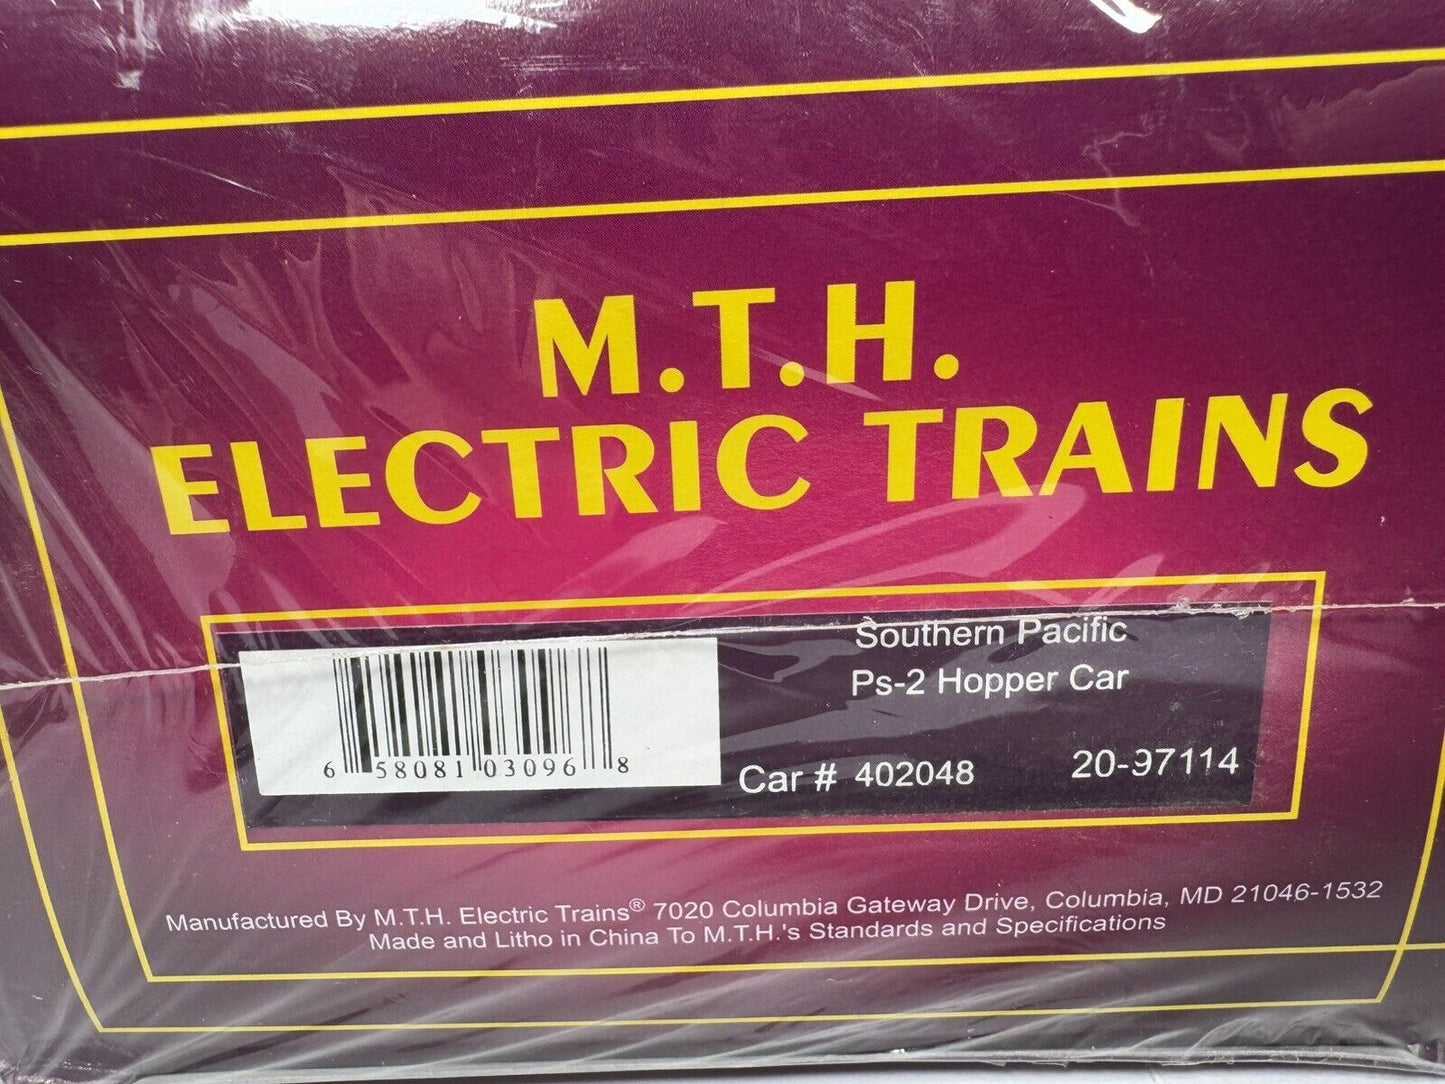 M.T.H.
ELECTRIC TRAINS
Southern Pacific
Ps-2 Hopper Car
6 58081 03096 8
Car # 402048 20-97114
Manufactured By M.T.H. Electric Trains® 7020 Columbia Gateway Drive, Columbia, MD 21046-1532
Made and Litho in China To M.T.H.'s Standards and Specifications